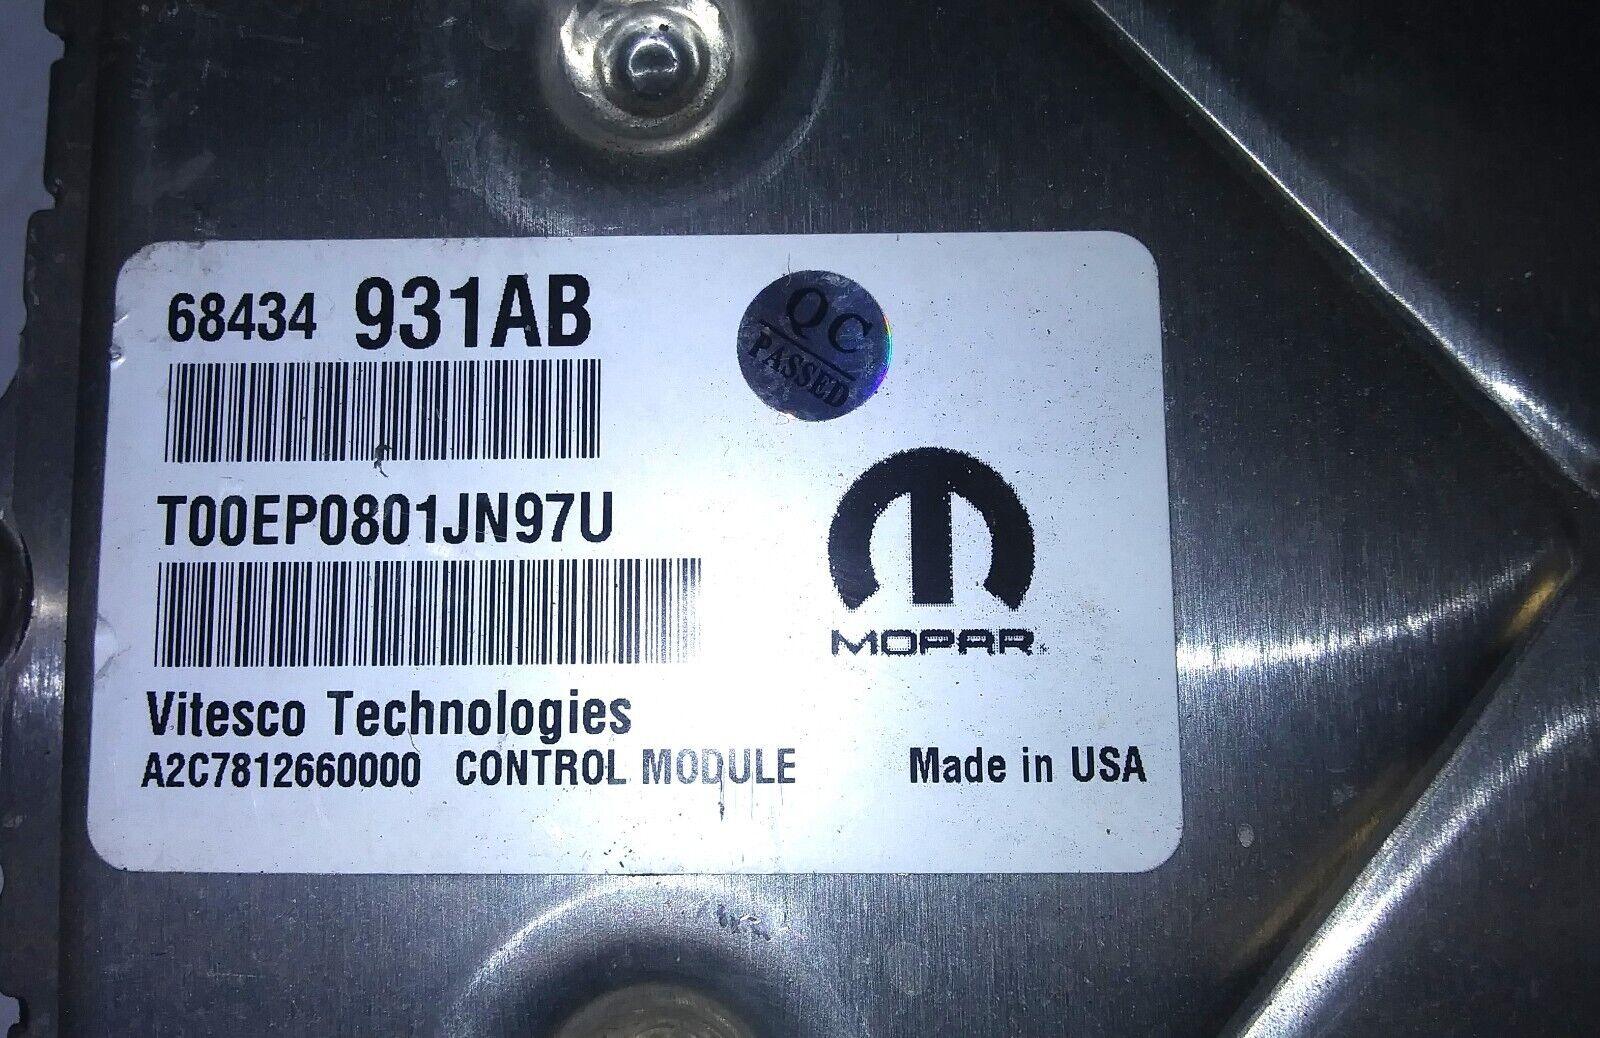 68434 931AB
QC
PASSED
T00EP0801JN97U
MOPAR
Vitesco Technologies
A2C7812660000 CONTROL MODULE Made in USA